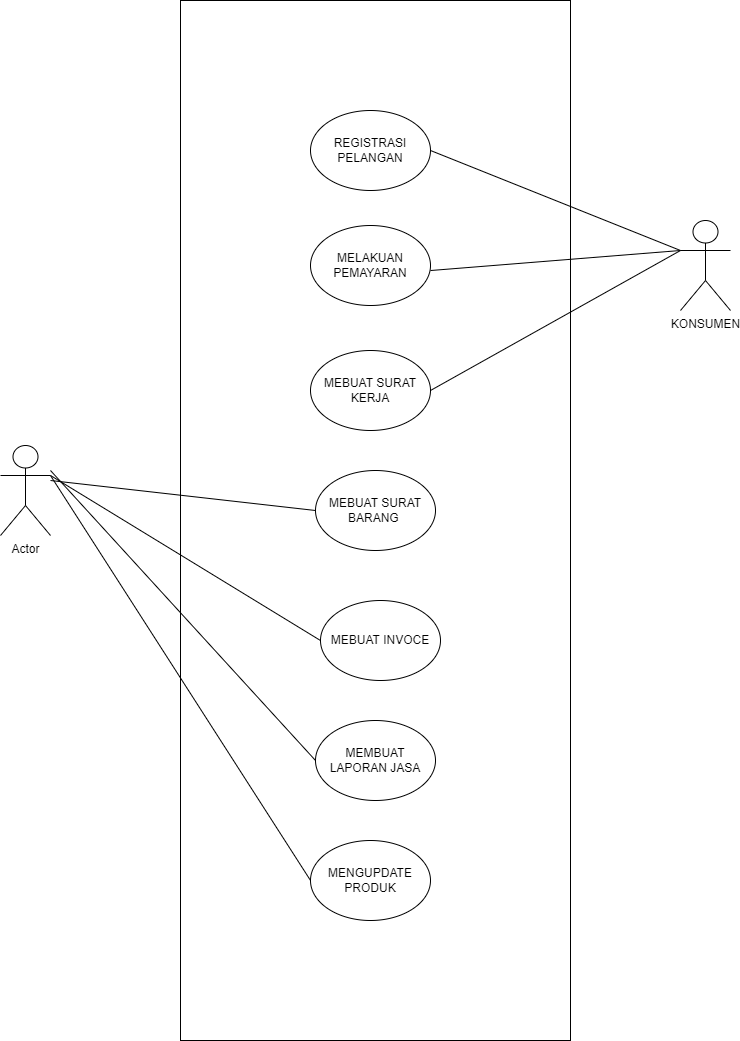 REGISTRASI
PELANGAN
MELAKUAN
PEMAYARAN
KONSUMEN
MEBUAT SURAT
KERJA
MEBUAT SURAT
BARANG
Actor
MEBUAT INVOCE
MEMBUAT
LAPORAN JASA
MENGUPDATE
PRODUK